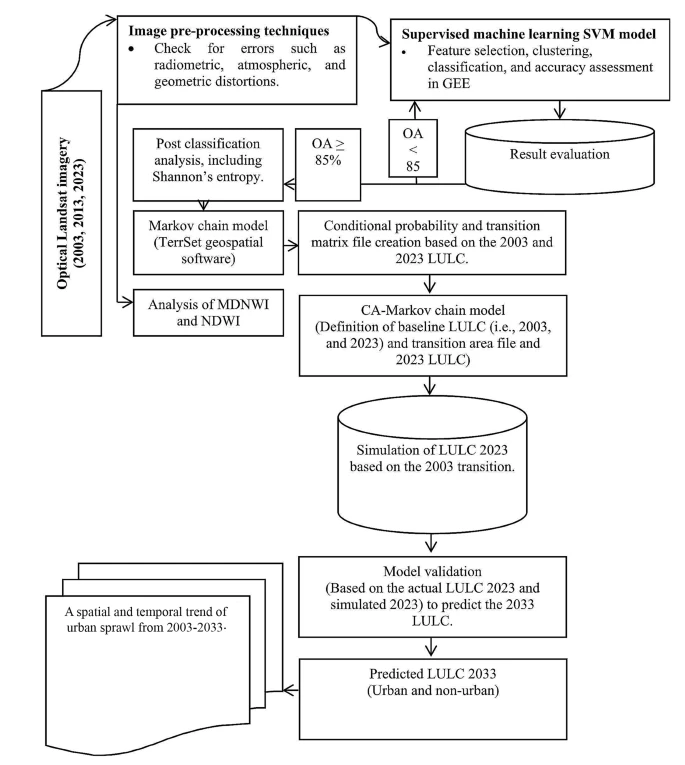 Optical Landsat imagery
(2003, 2013, 2023)
Image pre-processing techniques
• Check for errors such as
radiometric, atmospheric, and
geometric distortions.
Supervised machine learning SVM model
• Feature selection, clustering,
classification, and accuracy assessment
in GEE
Result evaluation
OA
<
85
OA ≥
85%
Post classification
analysis, including
Shannon's entropy.
Markov chain model
(TerrSet geospatial
software)
Conditional probability and transition
matrix file creation based on the 2003 and
2023 LULC.
Analysis of MDNWI
and NDWI
CA-Markov chain model
(Definition of baseline LULC (i.e., 2003,
and 2023) and transition area file and
2023 LULC)
Simulation of LULC 2023
based on the 2003 transition.
Model validation
(Based on the actual LULC 2023 and
simulated 2023) to predict the 2033
LULC.
Predicted LULC 2033
(Urban and non-urban)
A spatial and temporal trend of
urban sprawl from 2003-2033.